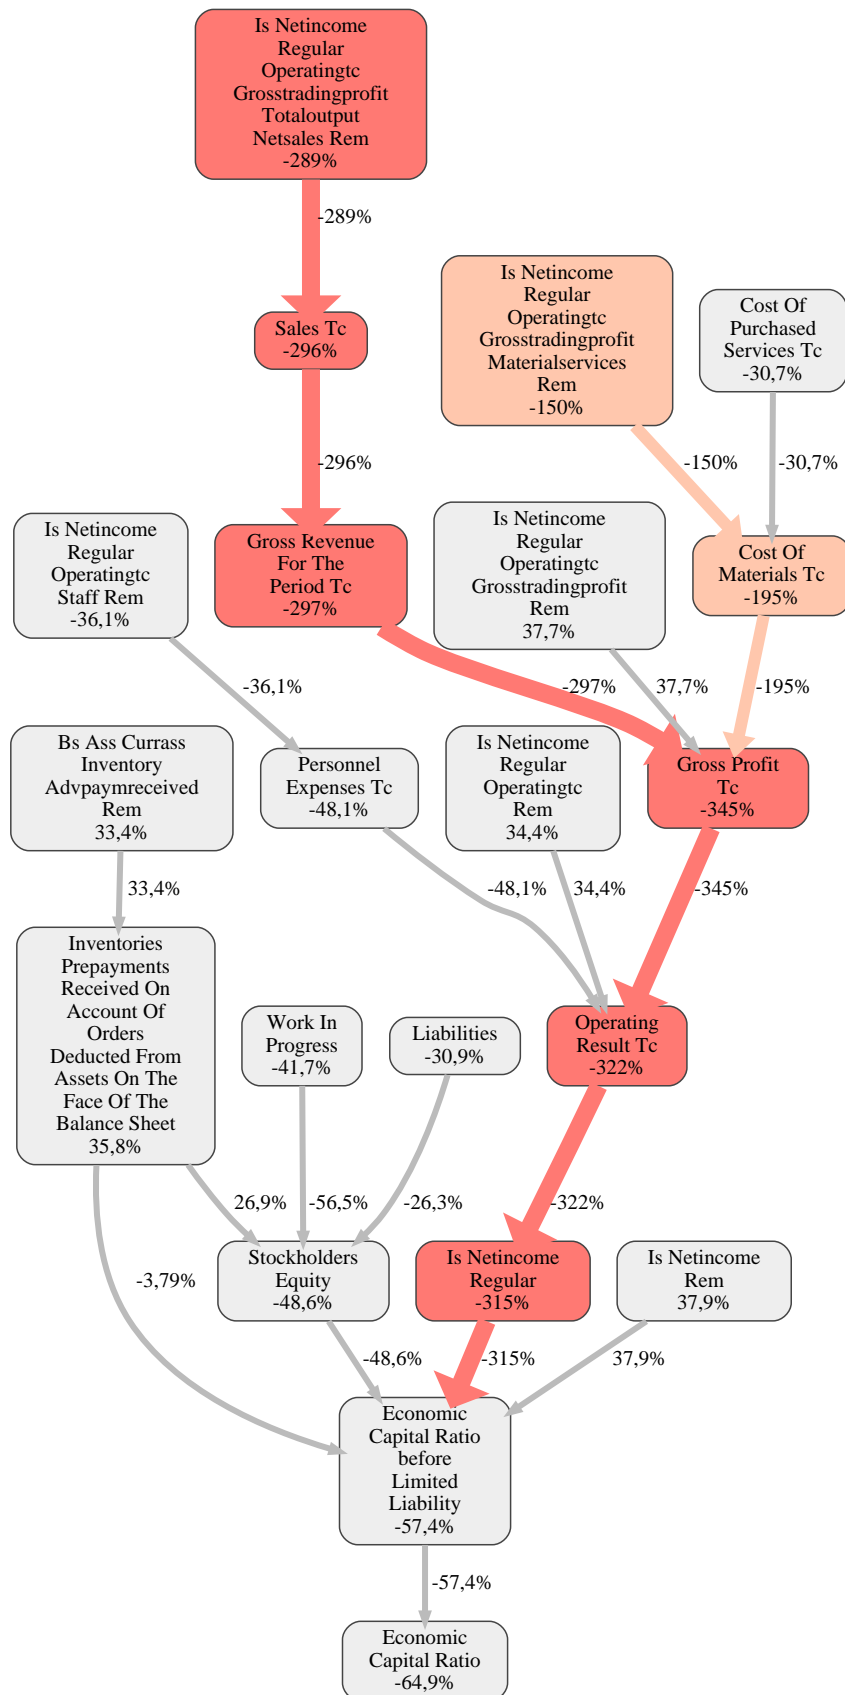 Is Netincome
Regular
Operatingtc
Grosstradingprofit
Totaloutput
Netsales Rem
-289%
-289%
Is Netincome
Regular
Operatingtc
Grosstradingprofit
Materialservices
Rem
-150%
Cost Of
Purchased
Services Tc
-30,7%
Sales Tc
-296%
-296%
-150%
-30,7%
Is Netincome
Regular
Operatingtc
Staff Rem
-36,1%
Gross Revenue
For The
Period Tc
-297%
Is Netincome
Regular
Operatingtc
Grosstradingprofit
Rem
37,7%
Cost Of
Materials Tc
-195%
-36,1%
-297%
37,7%
-195%
Bs Ass Currass
Inventory
Advpaymreceived
Rem
33,4%
Personnel
Expenses Tc
-48,1%
Is Netincome
Regular
Operatingtc
Rem
34,4%
Gross Profit
Tc
-345%
33,4%
-48,1%
34,4%
-345%
Inventories
Prepayments
Received On
Account Of
Orders
Deducted From
Assets On The
Face Of The
Balance Sheet
35,8%
Work In
Progress
-41,7%
Liabilities
-30,9%
Operating
Result Tc
-322%
26,9%
-56,5%
-26,3%
-322%
-3,79%
Stockholders
Equity
-48,6%
Is Netincome
Regular
-315%
Is Netincome
Rem
37,9%
-48,6%
-315%
37,9%
Economic
Capital Ratio
before
Limited
Liability
-57,4%
-57,4%
Economic
Capital Ratio
-64,9%